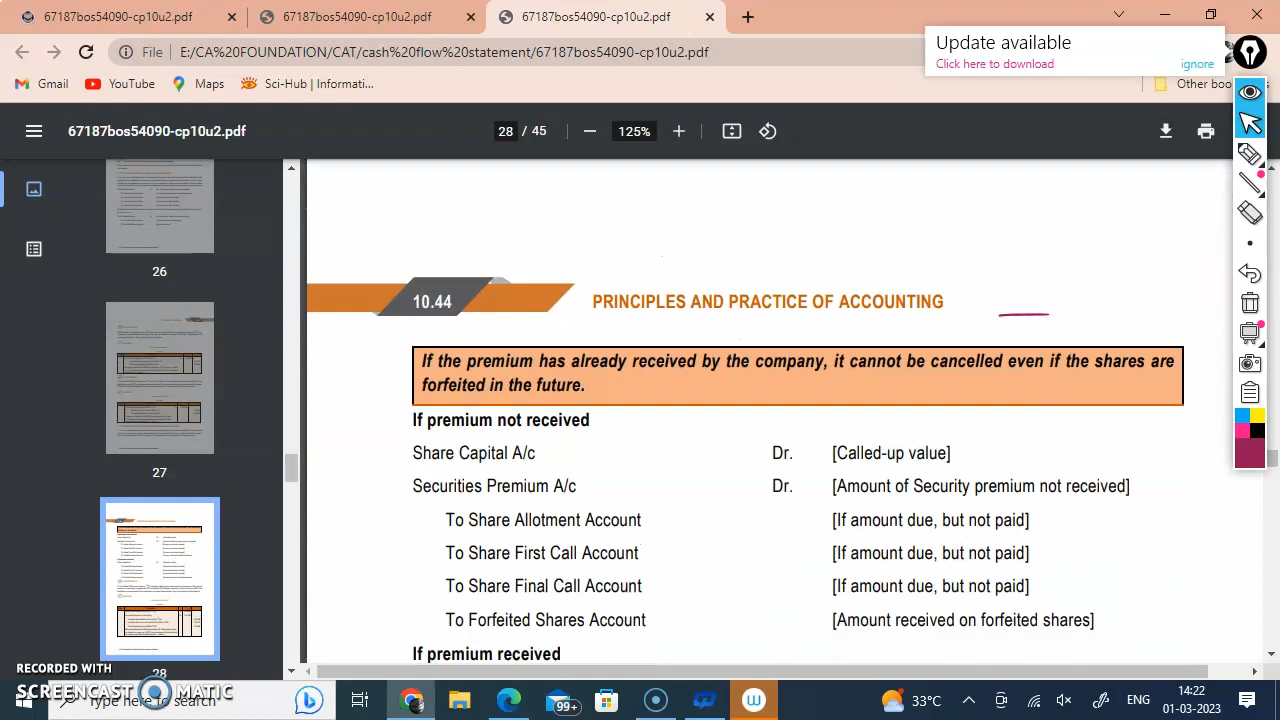 67187bos54090-cp10u2.pdf
67187bos54090-cp10u2.pdf
67187bos54090-cp10u2.pdf
File
E:/CA%20FOUNDATION/CAT/cash%20flow%20statement/67187bos54090-cp10u2.pdf
Update available
Click here to download
ignore
Gmail
YouTube
Maps
Sci-Hub | Informati...
Other boo
67187bos54090-cp10u2.pdf
28 / 45
125%
26
27
28
10.44
PRINCIPLES AND PRACTICE OF ACCOUNTING
If the premium has already received by the company, it cannot be cancelled even if the shares are
forfeited in the future.
If premium not received
Share Capital A/c Dr. [Called-up value]
Securities Premium A/c Dr. [Amount of Security premium not received]
To Share Allotment Account [If amount due, but not paid]
To Share First Call Account [If amount due, but not paid]
To Share Final Call Account [If amount due, but not paid]
To Forfeited Shares Account [Amount received on forfeited shares]
If premium received
RECORDED WITH
SCREENCAST MATIC
Type here to search
99+
33°C
ENG
14:22
01-03-2023